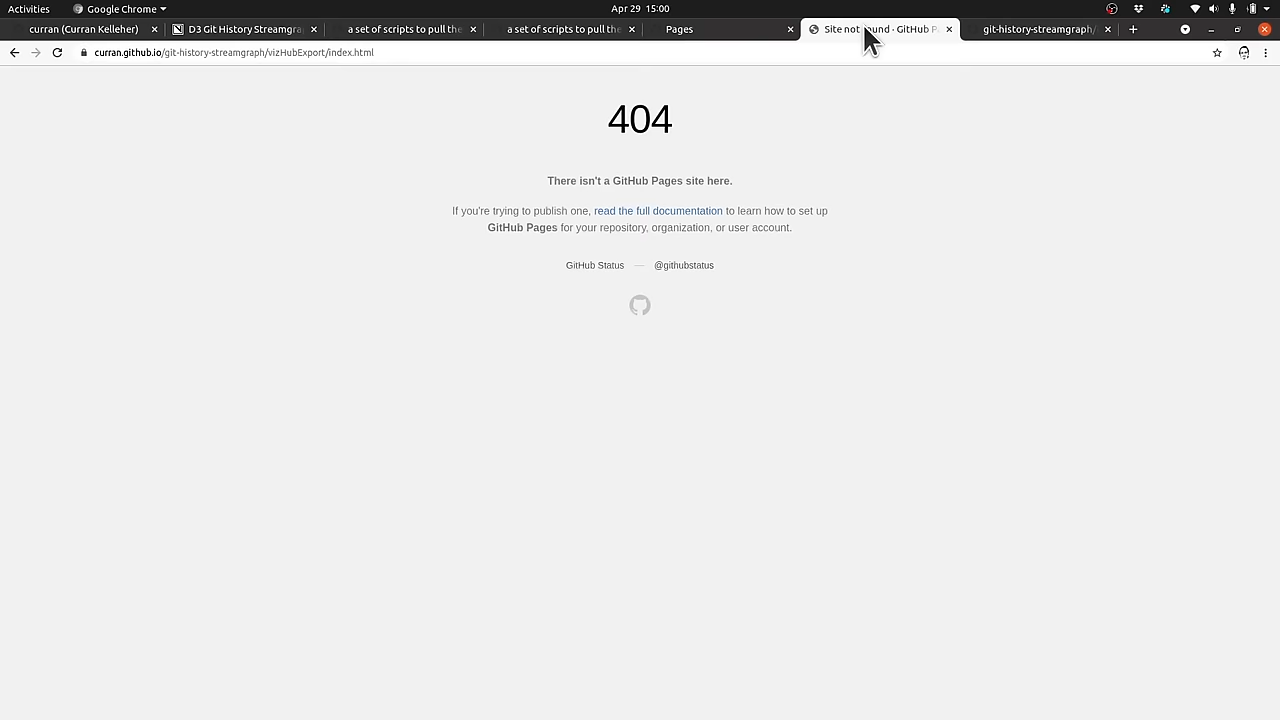 Activities
Google Chrome
Apr 29 15:00
curran (Curran Kelleher)
D3 Git History Streamgra
a set of scripts to pull the
a set of scripts to pull the
Pages
Site not
und · GitHub P
git-history-streamgraph/
curran.github.io/git-history-streamgraph/vizHubExport/index.html
404
There isn't a GitHub Pages site here.
If you're trying to publish one, read the full documentation to learn how to set up
GitHub Pages for your repository, organization, or user account.
GitHub Status — @githubstatus